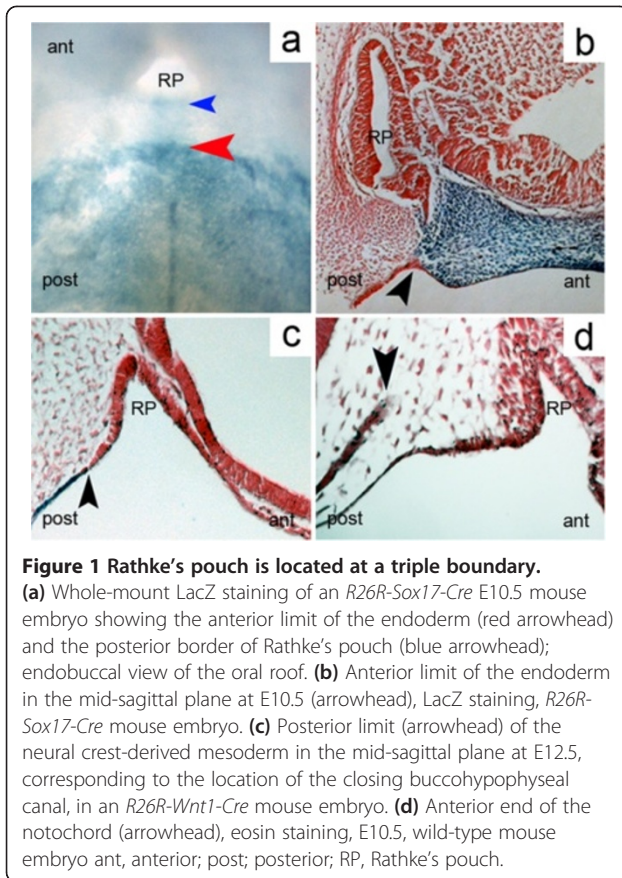 a
ant
RP
post
b
RP
post
ant
c
RP
post
ant
d
RP
post
ant
Figure 1 Rathke's pouch is located at a triple boundary.
(a) Whole-mount LacZ staining of an R26R-Sox17-Cre E10.5 mouse
embryo showing the anterior limit of the endoderm (red arrowhead)
and the posterior border of Rathke's pouch (blue arrowhead);
endobuccal view of the oral roof. (b) Anterior limit of the endoderm
in the mid-sagittal plane at E10.5 (arrowhead), LacZ staining, R26R-
Sox17-Cre mouse embryo. (c) Posterior limit (arrowhead) of the
neural crest-derived mesoderm in the mid-sagittal plane at E12.5,
corresponding to the location of the closing buccohypophyseal
canal, in an R26R-Wnt1-Cre mouse embryo. (d) Anterior end of the
notochord (arrowhead), eosin staining, E10.5, wild-type mouse
embryo ant, anterior; post; posterior; RP, Rathke's pouch.